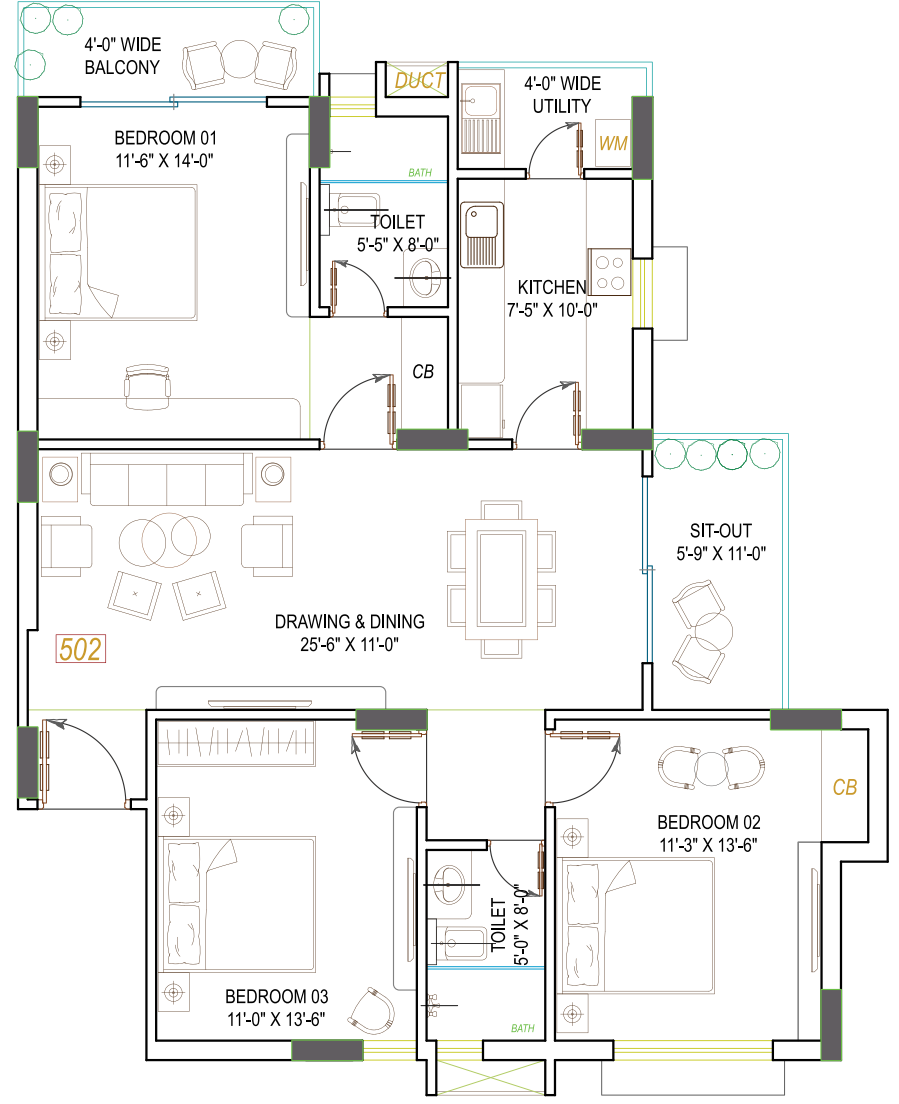 4'-0" WIDE
BALCONY
DUCT
4'-0" WIDE
UTILITY
WM
BEDROOM 01
11'-6" X 14'-0"
BATH
TOILET
5'-5" X 8'-0"
KITCHEN
7'-5" X 10'-0"
CB
SIT-OUT
5'-9" X 11'-0"
DRAWING & DINING
25'-6" X 11'-0"
502
CB
BEDROOM 02
11'-3" X 13'-6"
TOILET
5'-0" X 8'-0"
BEDROOM 03
11'-0" X 13'-6"
BATH